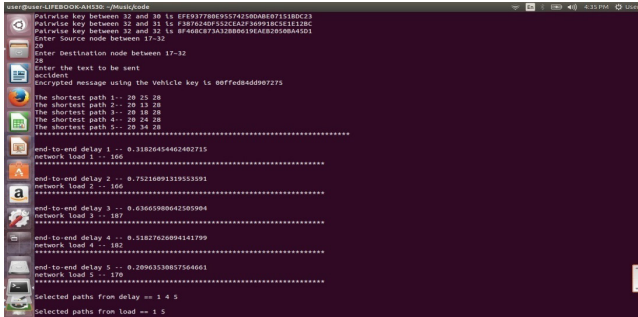 user@user-LIFEBOOK-AH530: ~/Music/code
En
4:35 PM
User
Pairwise key between 32 and 30 is EFE937788E95574250DABE07151BDC23
Pairwise key between 32 and 31 is F387624DF552CEA2F369918C5E1E12BC
Pairwise key between 32 and 32 is 8F468C873A32BB0619EAEB2050BA45D1
Enter Source node between 17-32
20
Enter Destination node between 17-32
28
Enter the text to be sent
accident
Encrypted message using the Vehicle key is 00ffed84dd907275
The shortest path 1-- 20 25 28
The shortest path 2-- 20 13 28
The shortest path 3-- 20 18 28
The shortest path 4-- 20 24 28
The shortest path 5-- 20 34 28
end-to-end delay 1 -- 0.31826454462402715
network load 1 -- 166
end-to-end delay 2 -- 0.75216091319553591
network load 2 -- 166
end-to-end delay 3 -- 0.63665980642505904
network load 3 -- 187
end-to-end delay 4 -- 0.51827626094141799
network load 4 -- 182
end-to-end delay 5 -- 0.20963530857564661
network load 5 -- 170
Selected paths from delay == 1 4 5
Selected paths from load == 1 5